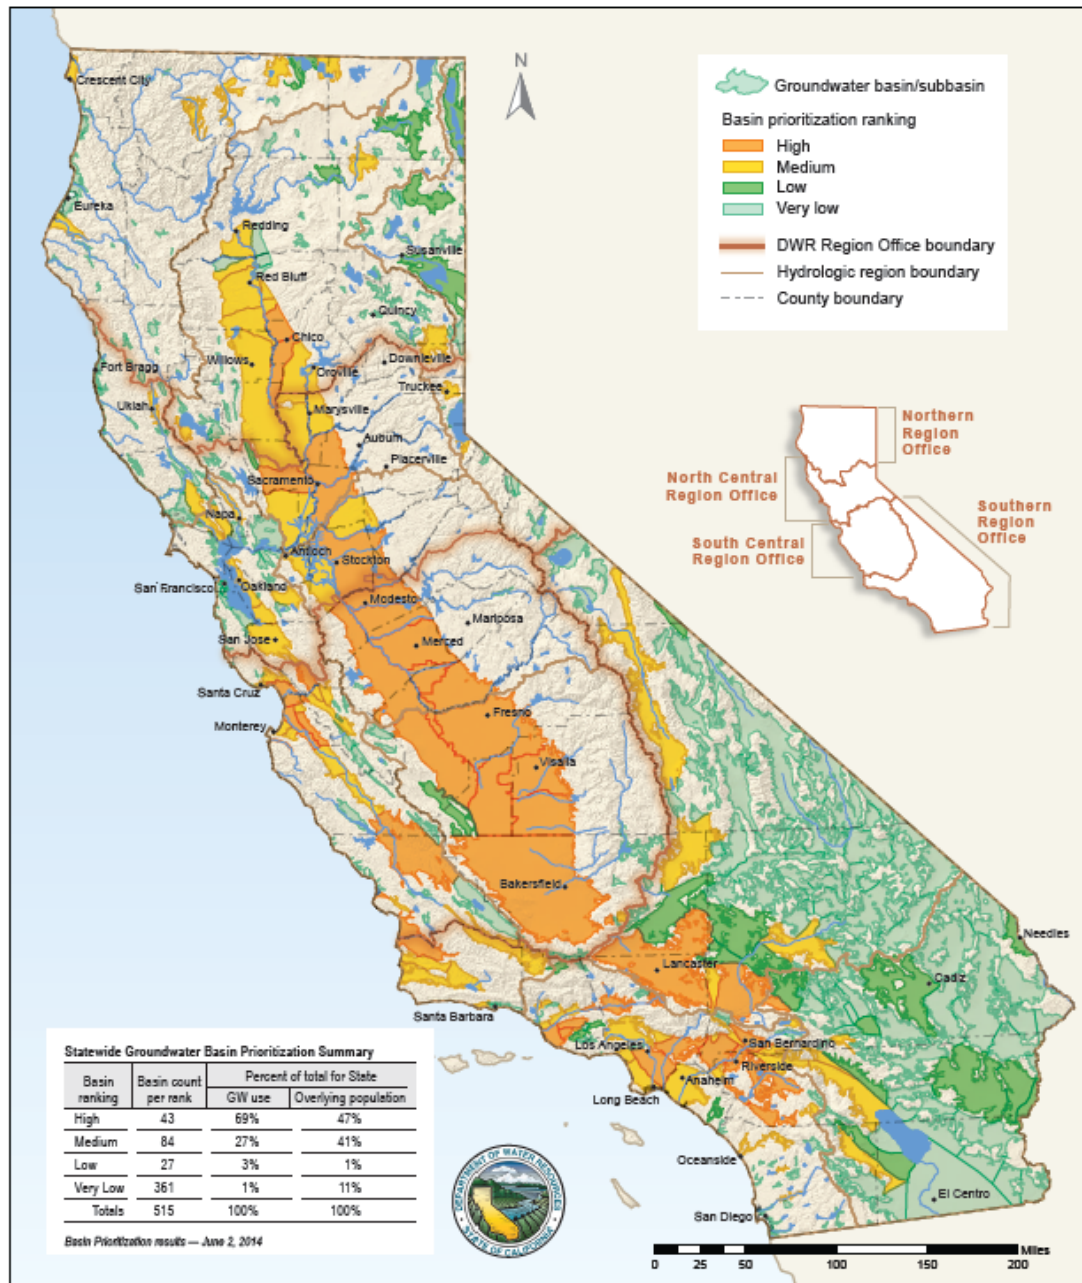 N
Groundwater basin/subbasin
Basin prioritization ranking
High
Medium
Low
Very low
DWR Region Office boundary
Hydrologic region boundary
County boundary
Northern
Region
Office
North Central
Region Office
South Central
Region Office
Southern
Region
Office
Crescent City
Eureka
Redding
Susanville
Red Bluff
Quincy
Chico
Willows
Oroville
Downieville
Fort Bragg
Truckee
Ukiah
Marysville
Auburn
Placerville
Sacramento
Napa
Antioch
Stockton
San Francisco
Oakland
Modesto
Mariposa
San Jose
Merced
Santa Cruz
Monterey
Fresno
Visalia
Bakersfield
Needles
Lancaster
Cadiz
Santa Barbara
Los Angeles
San Bernardino
Riverside
Anaheim
Long Beach
Oceanside
El Centro
San Diego
Statewide Groundwater Basin Prioritization Summary
Basin ranking Basin count per rank Percent of total for State
GW use Overlying population
High 43 69% 47%
Medium 84 27% 41%
Low 27 3% 1%
Very Low 361 1% 11%
Totals 515 100% 100%
Basin Prioritization results — June 2, 2014
DEPARTMENT OF WATER RESOURCES
STATE OF CALIFORNIA
Miles
0 25 50 100 150 200